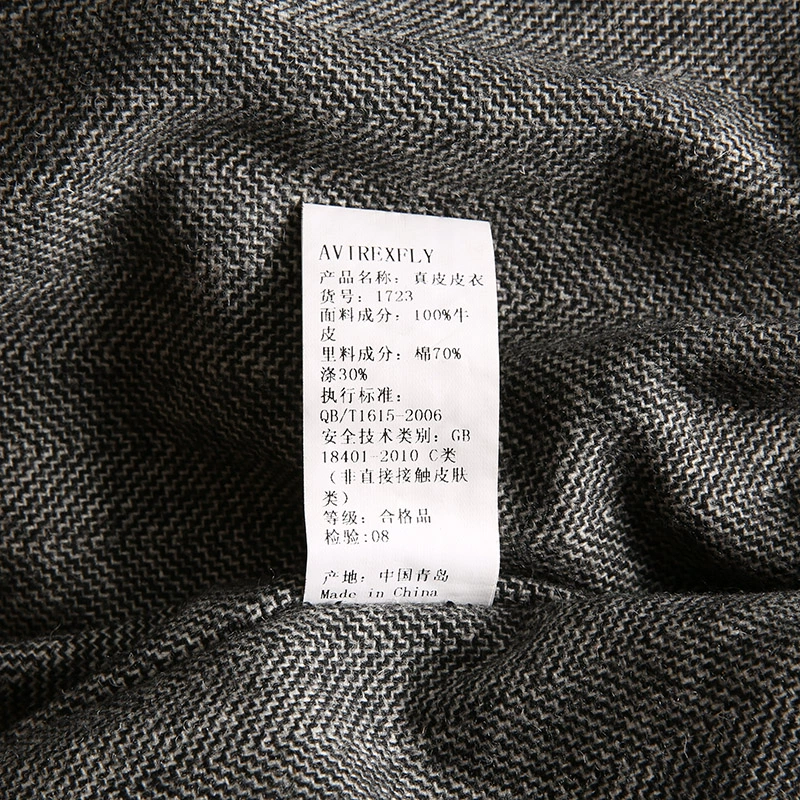 AVIREXFLY
产品名称：真皮皮衣
货号：1723
面料成分：100%牛
皮
里料成分：棉70%
涤30%
执行标准：
QB/T1615-2006
安全技术类别：GB
18401-2010 C类
（非直接接触皮肤
类）
等级：合格品
检验:08
产地：中国青岛
Made in China